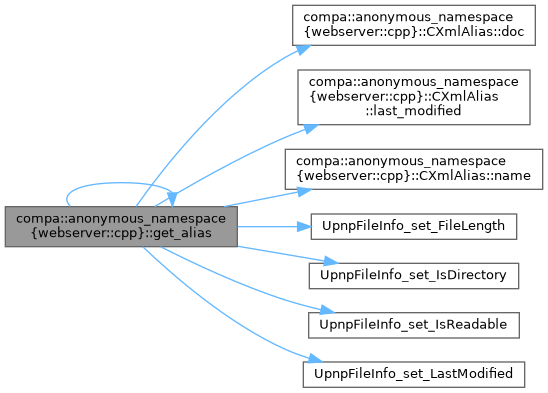 compa::anonymous_namespace
{webserver::cpp}::CXmlAlias::doc
compa::anonymous_namespace
{webserver::cpp}::CXmlAlias
::last_modified
compa::anonymous_namespace
{webserver::cpp}::CXmlAlias::name
compa::anonymous_namespace
{webserver::cpp}::get_alias
UpnpFileInfo_set_FileLength
UpnpFileInfo_set_IsDirectory
UpnpFileInfo_set_IsReadable
UpnpFileInfo_set_LastModified